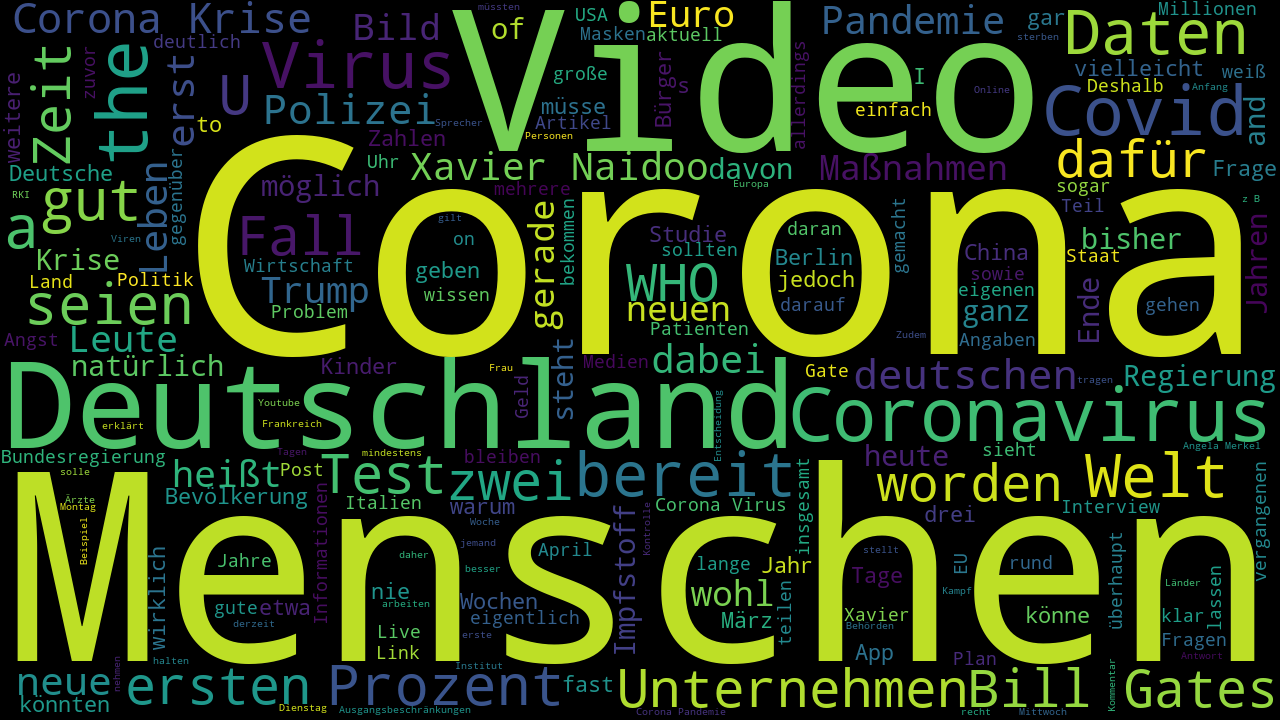 Corona Krise
Bild
müssten
of
USA
Euro
Masken
aktuell
Pandemie
gar
sterben
Millionen
Daten
deutlich
zuvor
Zeit
the
erst
U
Virus
Video
große
Bürger
s
allerdings
I
vielleicht
weiß
Deshalb
Anfang
Online
weitere
to
Polizei
Sprecher
müsse
Artikel
Personen
einfach
Covid
and
Zahlen
Deutsche
Uhr
Xavier Naidoo
davon
Maßnahmen
dafür
Frage
RKI
gut
Leben
gegenüber
möglich
mehrere
Europa
sogar
Teil
z B
a
Viren
Fall
Corona
gilt
on
gerade
bekommen
Studie
sollten
daran
Berlin
gemacht
China
sowie
bisher
Staat
Jahren
Krise
Wirtschaft
geben
WHO
jedoch
eigenen
Land
Politik
seien
Trump
wissen
Problem
neuen
darauf
ganz
Ende
gehen
Angst
Leute
Patienten
Zudem
Angaben
natürlich
Kinder
Frau
steht
Medien
dabei
Gate
deutschen
tragen
Regierung
Deutschland
Youtube
erklärt
Frankreich
Geld
Entscheidung
Coronavirus
Bundesregierung
Tagen
mindestens
bleiben
heute
sieht
Angela Merkel
solle
heißt
Post
Test
zwei
bereit
worden
Welt
Ärzte
Montag
Bevölkerung
Italien
warum
Corona Virus
insgesamt
drei
Interview
vergangenen
Beispiel
Menschen
Informationen
Woche
Impfstoff
Kontrolle
wirklich
Jahre
daher
jemand
April
stellt
EU
rund
überhaupt
Länder
lassen
besser
lange
Jahr
Tage
Kampf
nie
gute
etwa
arbeiten
Wochen
wohl
teilen
Xavier
könne
klar
derzeit
Live
eigentlich
März
Behörden
Fragen
erste
Link
App
Plan
Antwort
halten
nehmen
Institut
Kommentar
neue
ersten
Prozent
fast
Unternehmen
Bill
Gates
könnten
Dienstag
Ausgangsbeschränkungen
Corona Pandemie
recht
Mittwoch